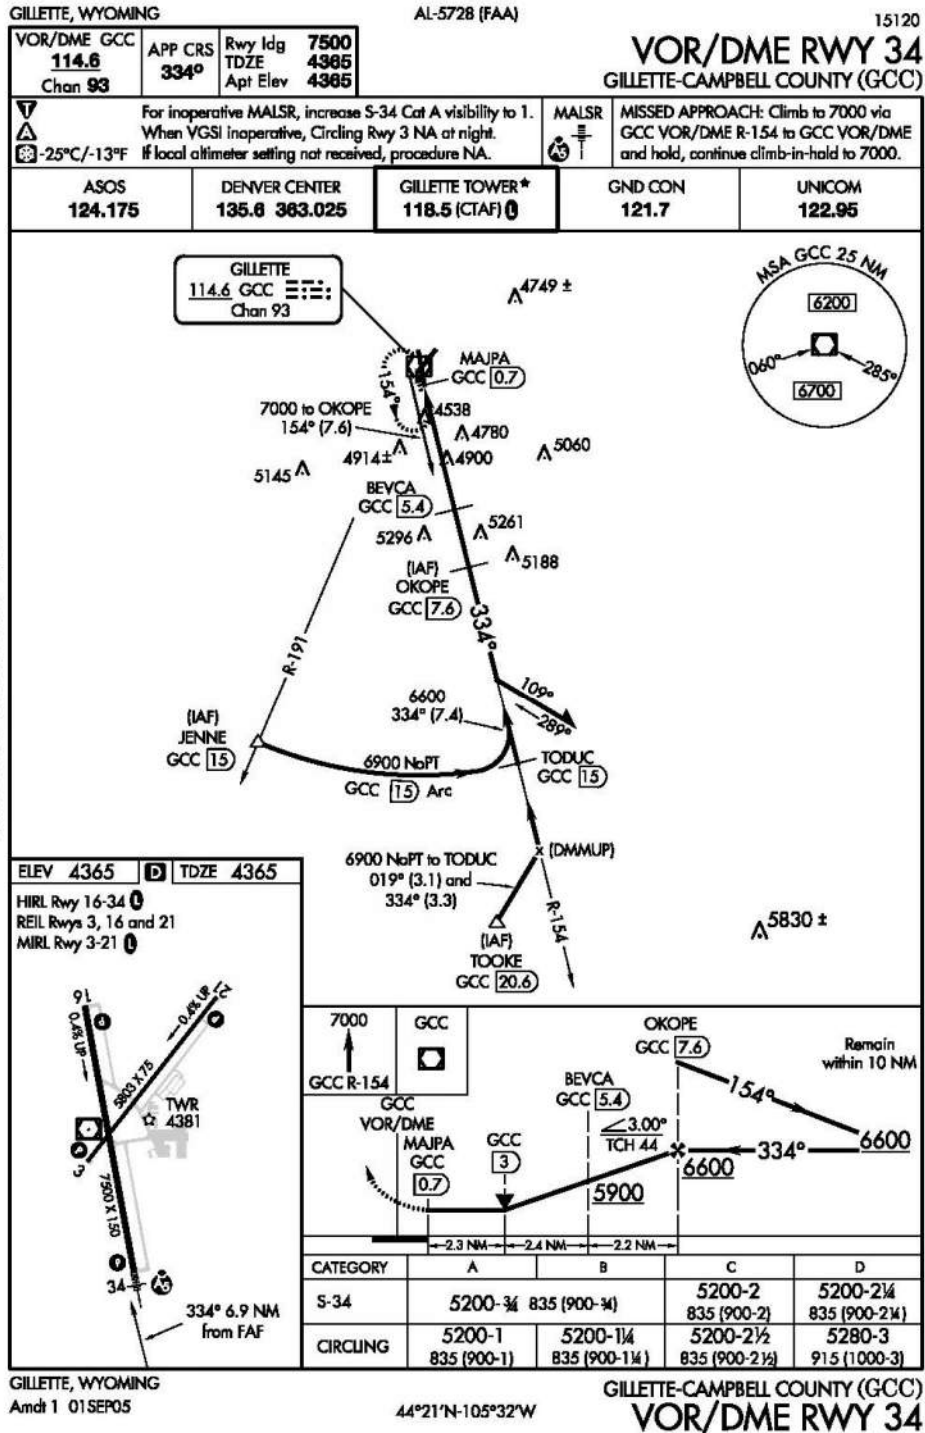 GILLETTE, WYOMING
AL-5728 (FAA)
15120
VOR/DME GCC
114.6
Chan 93
APP CRS
334°
Rwy ldg 7500
TDZE 4365
Apt Elev 4365
VOR/DME RWY 34
GILLETTE-CAMPBELL COUNTY (GCC)
T
A
-25°C/-13°F
For inoperative MALSR, increase S-34 Cat A visibility to 1.
When VGSI inoperative, Circling Rwy 3 NA at night.
If local altimeter setting not received, procedure NA.
MALSR
A5
MISSED APPROACH: Climb to 7000 via
GCC VOR/DME R-154 to GCC VOR/DME
and hold, continue climb-in-hold to 7000.
ASOS
124.175
DENVER CENTER
135.6 363.025
GILLETTE TOWER*
118.5 (CTAF) L
GND CON
121.7
UNICOM
122.95
GILLETTE
114.6 GCC
Chan 93
4749 ±
MSA GCC 25 NM
6200
060°
285°
6700
MAJPA
GCC 0.7
154°
4538
7000 to OKOPE
154° (7.6)
4780
4914±
4900
5060
5145
BEVCA
GCC 5.4
5296
5261
5188
(IAF)
OKOPE
GCC 7.6
334°
R-191
109°
289°
6600
334° (7.4)
(IAF)
JENNE
GCC 15
6900 NoPT
GCC 15 Arc
TODUC
GCC 15
6900 NoPT to TODUC
019° (3.1) and
334° (3.3)
(DMMUP)
R-154
(IAF)
TOOKE
GCC 20.6
5830 ±
ELEV 4365 D TDZE 4365
HIRL Rwy 16-34 L
REIL Rwys 3, 16 and 21
MIRL Rwy 3-21 L
16
21
0.4% UP
0.4% UP
P
5803 X 75
TWR
4381
3
7500 X 150
34
A5
334° 6.9 NM
from FAF
7000
GCC R-154
GCC
OKOPE
GCC 7.6
Remain
within 10 NM
154°
BEVCA
GCC 5.4
GCC
VOR/DME
MAJPA
GCC
0.7
GCC
3
3.00°
TCH 44
334°
6600
6600
5900
2.3 NM
2.4 NM
2.2 NM
CATEGORY A B C D
S-34
5200-¾ 835 (900-¾)
5200-2
835 (900-2)
5200-2¼
835 (900-2¼)
CIRCLING
5200-1
835 (900-1)
5200-1¼
835 (900-1¼)
5200-2½
835 (900-2½)
5280-3
915 (1000-3)
GILLETTE, WYOMING
Amdt 1 01SEP05
44°21'N-105°32'W
GILLETTE-CAMPBELL COUNTY (GCC)
VOR/DME RWY 34